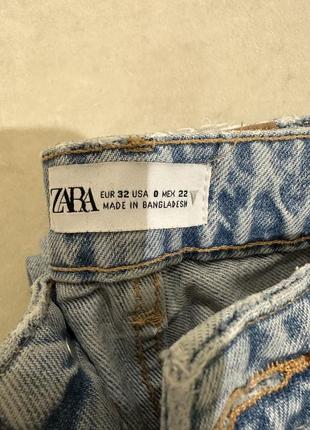 ZARA
EUR 32 USA 0 MEX 22
MADE IN BANGLADESH